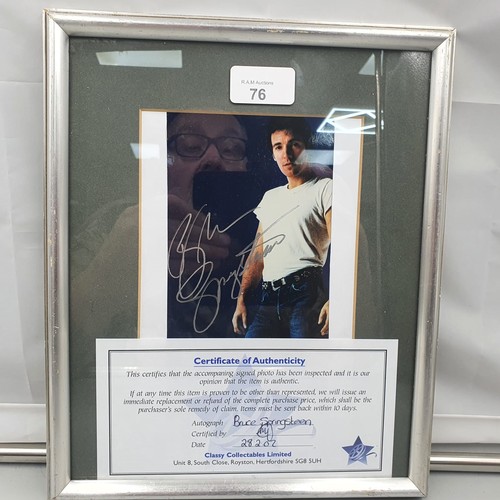 R.A.M Auctions
76
Bruce
Springsteen
Certificate of Authenticity
This certifies that the accompaning signed photo has been inspected and it is our
opinion that the item is authentic.
If at any time this item is proven to be other than represented, we will issue an
immediate replacement or refund of the complete purchase price, which shall be the
purchaser's sole remedy of claim. Items must be sent back within 10 days.
Autograph Bruce Springsteen
Certified by
Date 28.2.02
Classy Collectables Limited
Unit 8, South Close, Royston, Hertfordshire SG8 5UH